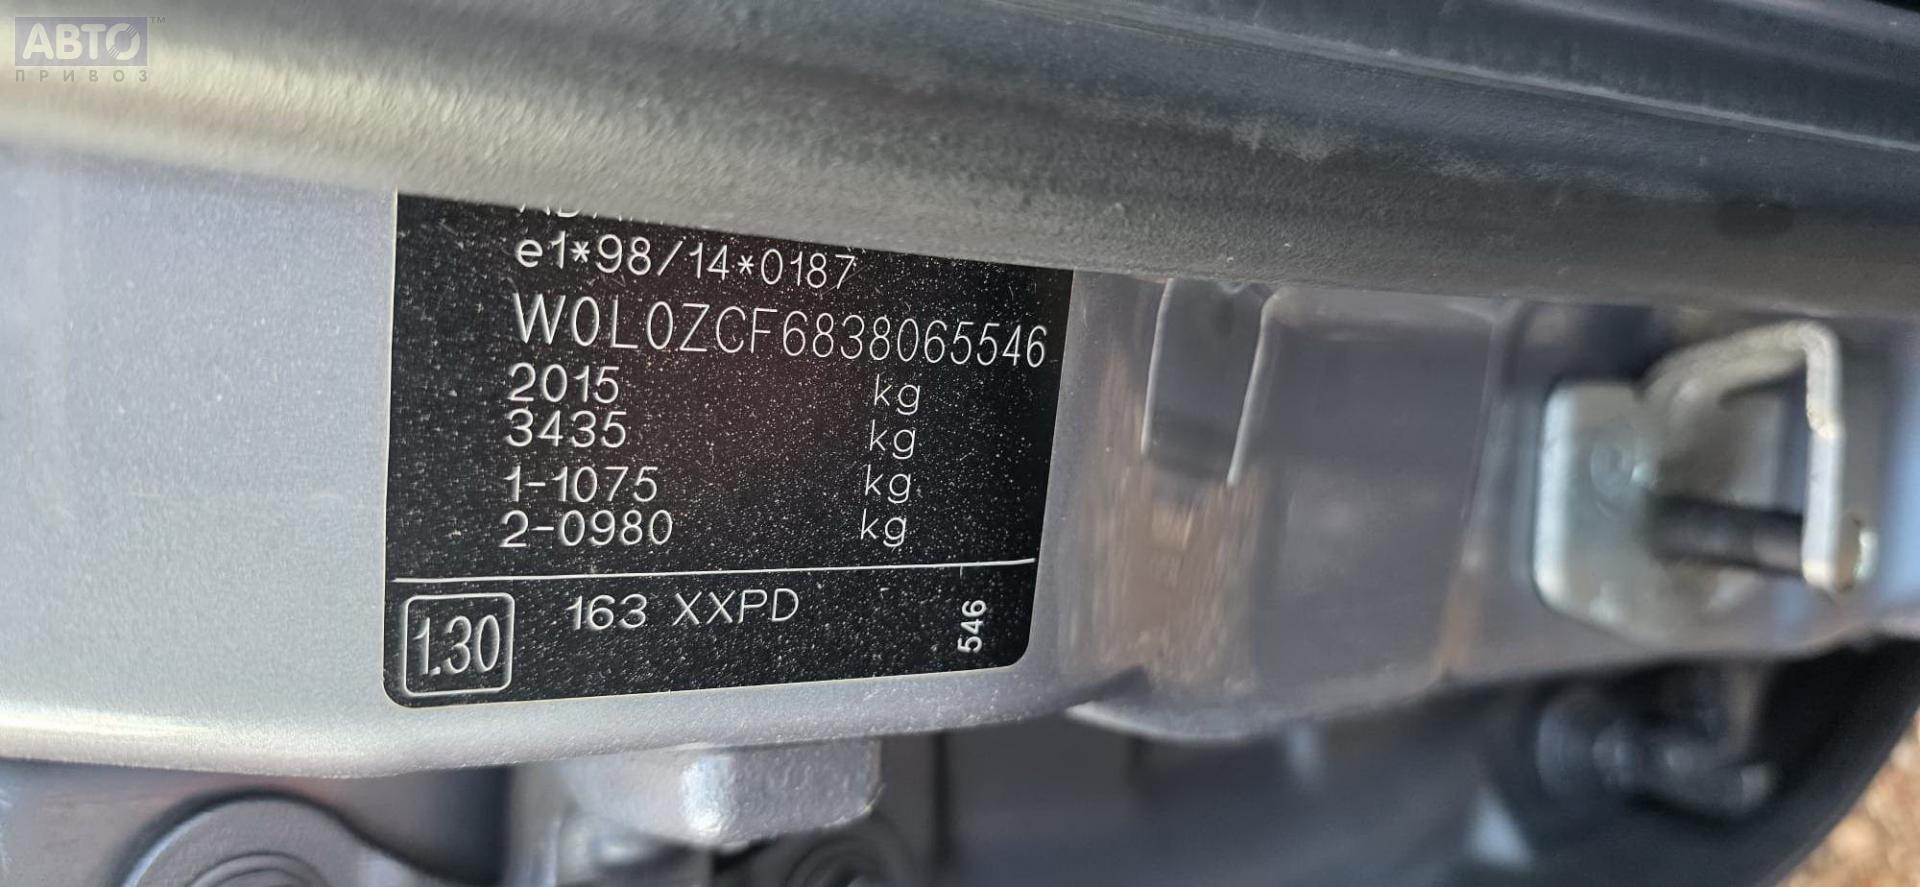 АВТО™
ПРИВОЗ
e1*98/14*0187
W0L0ZCF6838065546
2015 kg
3435 kg
1-1075 kg
2-0980 kg
1.30 163 XXPD 546